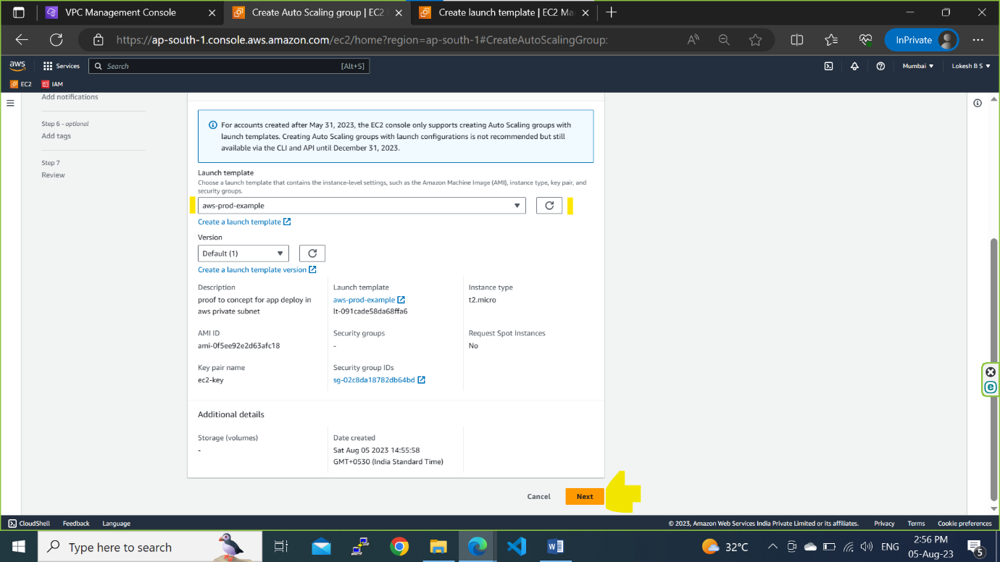 VPC Management Console
Create Auto Scaling group | EC2
Create launch template | EC2 Ma
https://ap-south-1.console.aws.amazon.com/ec2/home?region=ap-south-1#CreateAutoScalingGroup:
InPrivate
aws
Services
Search
[Alt+S]
Mumbai
Lokesh B S
EC2
IAM
Add notifications
Step 6 - optional
Add tags
Step 7
Review
For accounts created after May 31, 2023, the EC2 console only supports creating Auto Scaling groups with
launch templates. Creating Auto Scaling groups with launch configurations is not recommended but still
available via the CLI and API until December 31, 2023.
Launch template
Choose a launch template that contains the instance-level settings, such as the Amazon Machine Image (AMI), instance type, key pair, and
security groups.
aws-prod-example
Create a launch template
Version
Default (1)
Create a launch template version
Description
proof to concept for app deploy in
aws private subnet
Launch template
aws-prod-example
lt-091cade58da68ffa6
Instance type
t2.micro
AMI ID
ami-0f5ee92e2d63afc18
Security groups
-
Request Spot Instances
No
Key pair name
ec2-key
Security group IDs
sg-02c8da18782db64bd
Additional details
Storage (volumes)
-
Date created
Sat Aug 05 2023 14:55:58
GMT+0530 (India Standard Time)
Cancel
Next
CloudShell
Feedback
Language
© 2023, Amazon Web Services India Private Limited or its affiliates.
Privacy
Terms
Cookie preferences
Type here to search
32°C
ENG
2:56 PM
05-Aug-23
5